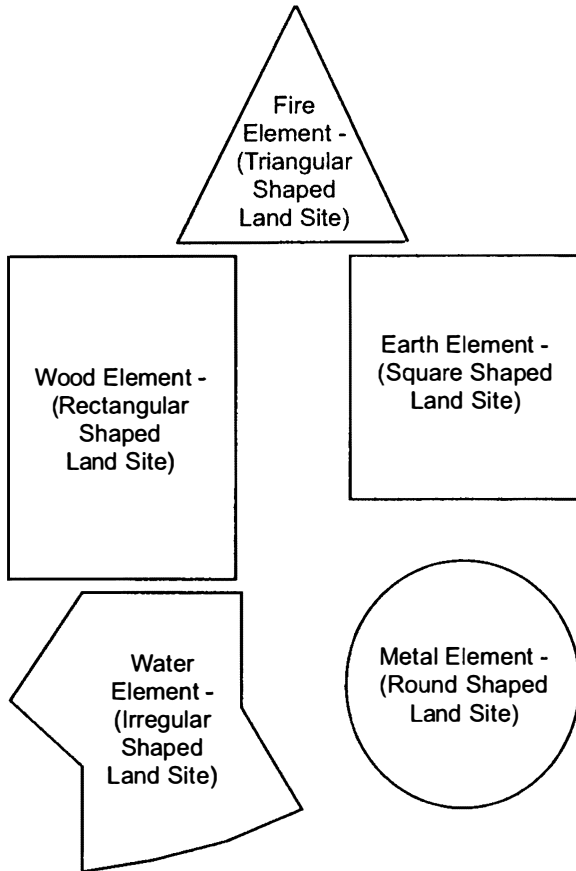 Fire
Element -
(Triangular
Shaped
Land Site)
Wood Element -
(Rectangular
Shaped
Land Site)
Earth Element -
(Square Shaped
Land Site)
Water
Element -
(Irregular
Shaped
Land Site)
Metal Element -
(Round Shaped
Land Site)